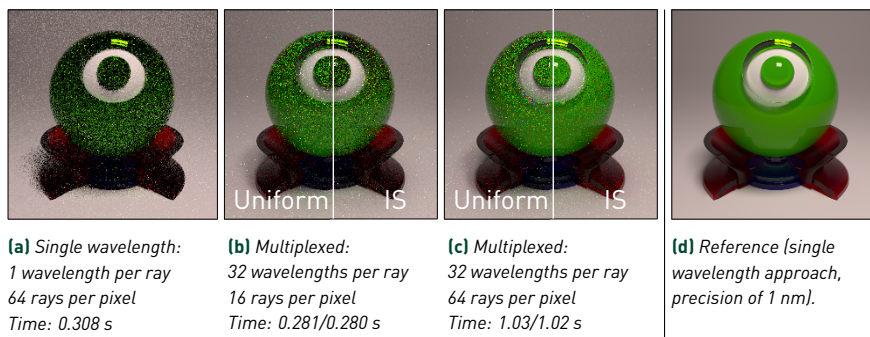 Uniform
IS
Uniform
IS
(a) Single wavelength:
1 wavelength per ray
64 rays per pixel
Time: 0.308 s
(b) Multiplexed:
32 wavelengths per ray
16 rays per pixel
Time: 0.281/0.280 s
(c) Multiplexed:
32 wavelengths per ray
64 rays per pixel
Time: 1.03/1.02 s
(d) Reference (single
wavelength approach,
precision of 1 nm).